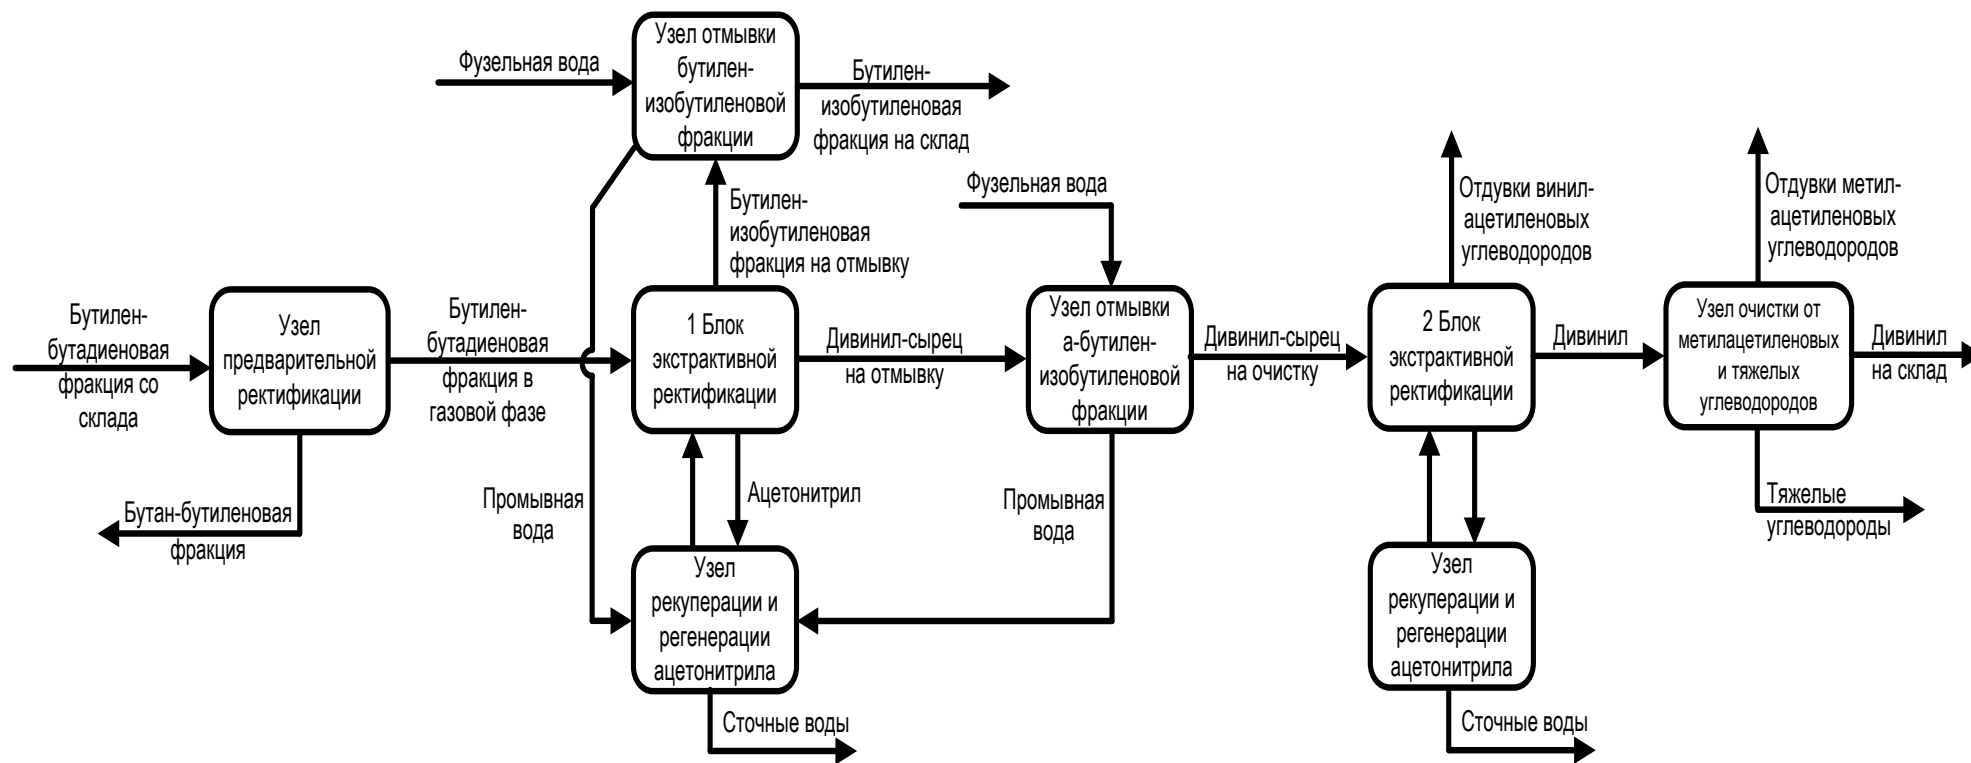 Фузельная вода
Узел отмывки
бутилен-
изобутиленовой
фракции
Бутилен-
изобутиленовая
фракция на склад
Бутилен-
изобутиленовая
фракция на отмывку
Фузельная вода
Отдувки винил-
ацетиленовых
углеводородов
Отдувки метил-
ацетиленовых
углеводородов
Бутилен-
бутадиеновая
фракция со
склада
Узел
предварительной
ректификации
Бутилен-
бутадиеновая
фракция в
газовой фазе
1 Блок
экстрактивной
ректификации
Дивинил-сырец
на отмывку
Узел отмывки
а-бутилен-
изобутиленовой
фракции
Дивинил-сырец
на очистку
2 Блок
экстрактивной
ректификации
Дивинил
Узел очистки от
метилацетиленовых
и тяжелых
углеводородов
Дивинил
на склад
Бутан-бутиленовая
фракция
Промывная
вода
Ацетонитрил
Промывная
вода
Тяжелые
углеводороды
Узел
рекуперации и
регенерации
ацетонитрила
Узел
рекуперации и
регенерации
ацетонитрила
Сточные воды
Сточные воды